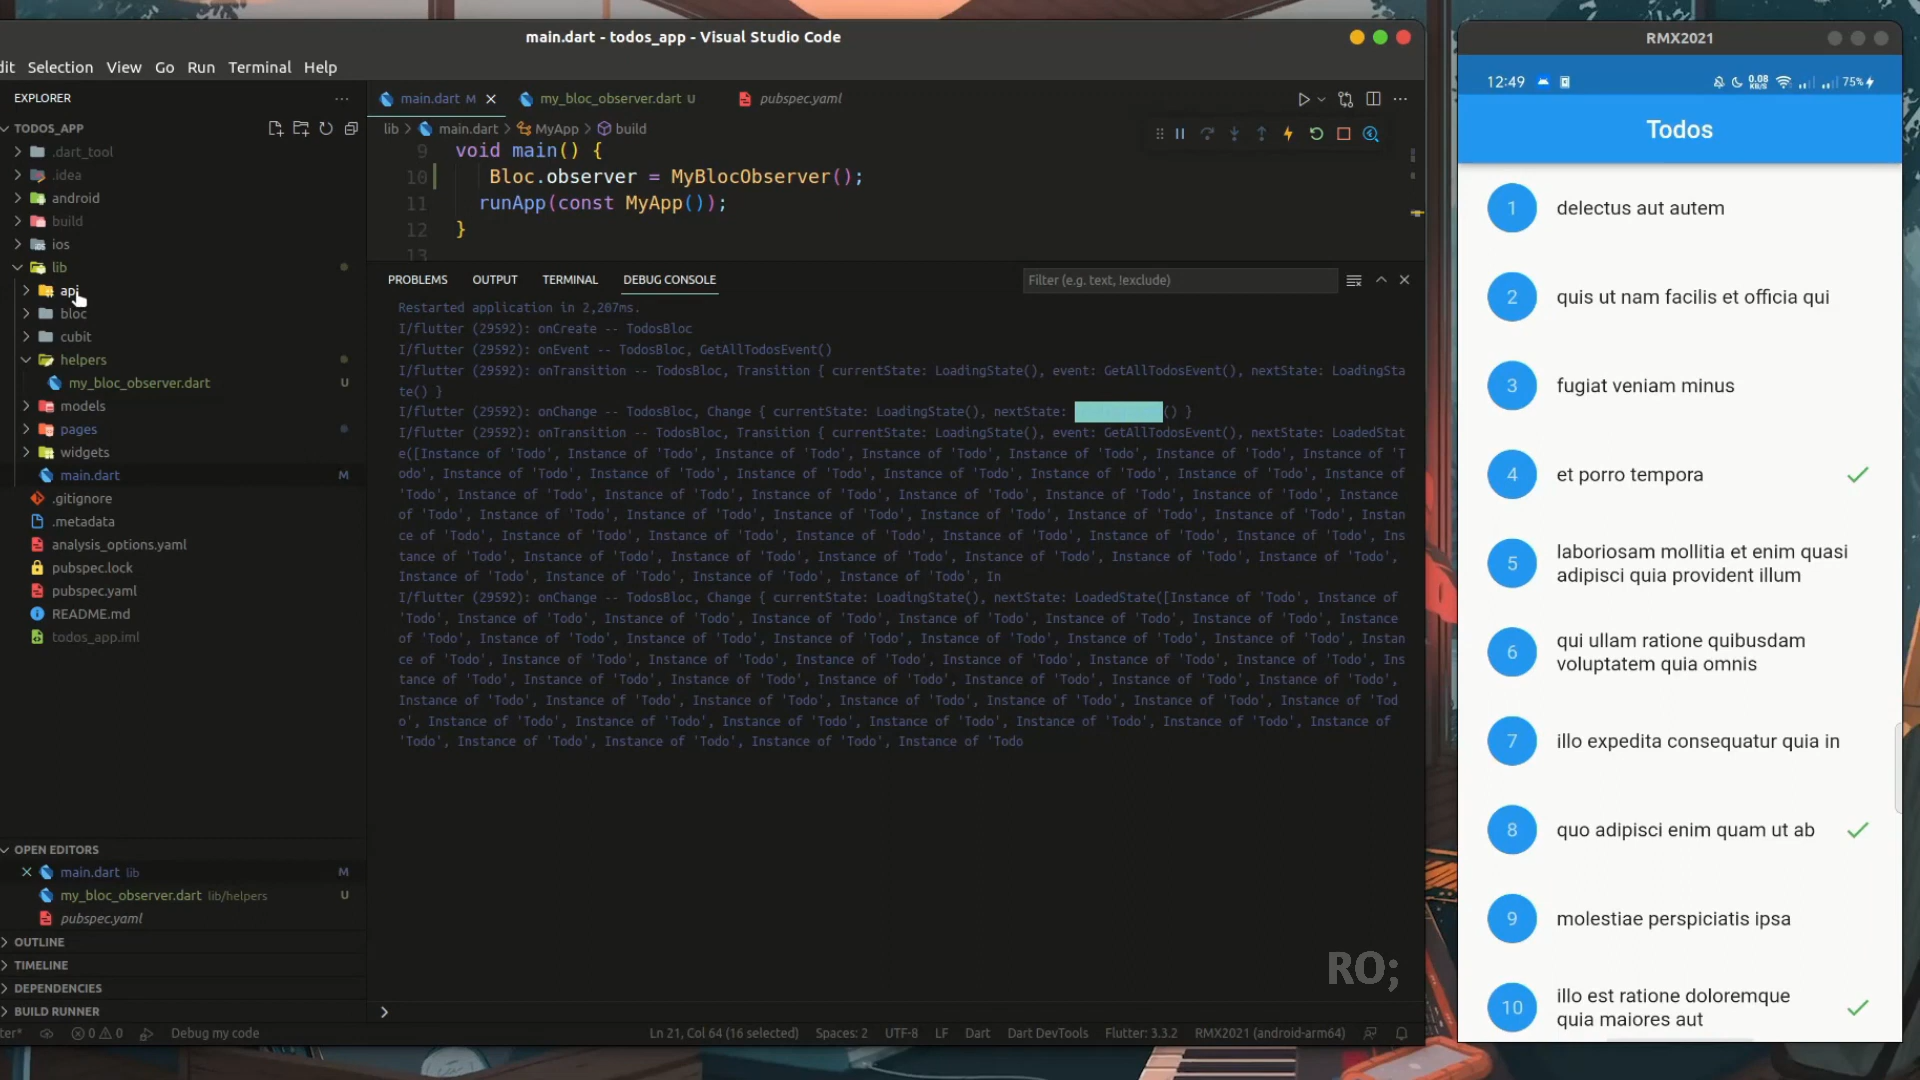 main.dart - todos_app - Visual Studio Code
dit Selection View Go Run Terminal Help
EXPLORER
TODOS_APP
.dart_tool
.idea
android
build
ios
lib
api
bloc
cubit
helpers
my_bloc_observer.dart U
models
pages
widgets
main.dart M
.gitignore
.metadata
analysis_options.yaml
pubspec.lock
pubspec.yaml
README.md
todos_app.iml
OPEN EDITORS
main.dart lib M
my_bloc_observer.dart lib/helpers U
pubspec.yaml
OUTLINE
TIMELINE
DEPENDENCIES
BUILD RUNNER
main.dart M my_bloc_observer.dart U pubspec.yaml
lib > main.dart > MyApp > build
9 void main() {
10 Bloc.observer = MyBlocObserver();
11 runApp(const MyApp());
12 }
13
PROBLEMS OUTPUT TERMINAL DEBUG CONSOLE Filter (e.g. text, !exclude)
Restarted application in 2,207ms.
I/flutter (29592): onCreate -- TodosBloc
I/flutter (29592): onEvent -- TodosBloc, GetAllTodosEvent()
I/flutter (29592): onTransition -- TodosBloc, Transition { currentState: LoadingState(), event: GetAllTodosEvent(), nextState: LoadingSta
te() }
I/flutter (29592): onChange -- TodosBloc, Change { currentState: LoadingState(), nextState: () }
I/flutter (29592): onTransition -- TodosBloc, Transition { currentState: LoadingState(), event: GetAllTodosEvent(), nextState: LoadedStat
e([Instance of 'Todo', Instance of 'Todo', Instance of 'Todo', Instance of 'Todo', Instance of 'Todo', Instance of 'Todo', Instance of 'T
odo', Instance of 'Todo', Instance of 'Todo', Instance of 'Todo', Instance of 'Todo', Instance of 'Todo', Instance of 'Todo', Instance of
'Todo', Instance of 'Todo', Instance of 'Todo', Instance of 'Todo', Instance of 'Todo', Instance of 'Todo', Instance of 'Todo', Instance
of 'Todo', Instance of 'Todo', Instance of 'Todo', Instance of 'Todo', Instance of 'Todo', Instance of 'Todo', Instance of 'Todo', Instan
ce of 'Todo', Instance of 'Todo', Instance of 'Todo', Instance of 'Todo', Instance of 'Todo', Instance of 'Todo', Instance of 'Todo', Ins
tance of 'Todo', Instance of 'Todo', Instance of 'Todo', Instance of 'Todo', Instance of 'Todo', Instance of 'Todo', Instance of 'Todo',
Instance of 'Todo', Instance of 'Todo', Instance of 'Todo', Instance of 'Todo', In
I/flutter (29592): onChange -- TodosBloc, Change { currentState: LoadingState(), nextState: LoadedState([Instance of 'Todo', Instance of
'Todo', Instance of 'Todo', Instance of 'Todo', Instance of 'Todo', Instance of 'Todo', Instance of 'Todo', Instance of 'Todo', Instance
of 'Todo', Instance of 'Todo', Instance of 'Todo', Instance of 'Todo', Instance of 'Todo', Instance of 'Todo', Instance of 'Todo', Instan
ce of 'Todo', Instance of 'Todo', Instance of 'Todo', Instance of 'Todo', Instance of 'Todo', Instance of 'Todo', Instance of 'Todo', Ins
tance of 'Todo', Instance of 'Todo', Instance of 'Todo', Instance of 'Todo', Instance of 'Todo', Instance of 'Todo', Instance of 'Todo',
Instance of 'Todo', Instance of 'Todo', Instance of 'Todo', Instance of 'Todo', Instance of 'Todo', Instance of 'Todo', Instance of 'Tod
o', Instance of 'Todo', Instance of 'Todo', Instance of 'Todo', Instance of 'Todo', Instance of 'Todo', Instance of 'Todo', Instance of
'Todo', Instance of 'Todo', Instance of 'Todo', Instance of 'Todo', Instance of 'Todo
RO;
ter* 0 0 Debug my code Ln 21, Col 64 (16 selected) Spaces: 2 UTF-8 LF Dart Dart DevTools Flutter: 3.3.2 RMX2021 (android-arm64)
RMX2021
12:49 0.08 KB/S 75%
Todos
1 delectus aut autem
2 quis ut nam facilis et officia qui
3 fugiat veniam minus
4 et porro tempora
5 laboriosam mollitia et enim quasi
adipisci quia provident illum
6 qui ullam ratione quibusdam
voluptatem quia omnis
7 illo expedita consequatur quia in
8 quo adipisci enim quam ut ab
9 molestiae perspiciatis ipsa
10 illo est ratione doloremque
quia maiores aut